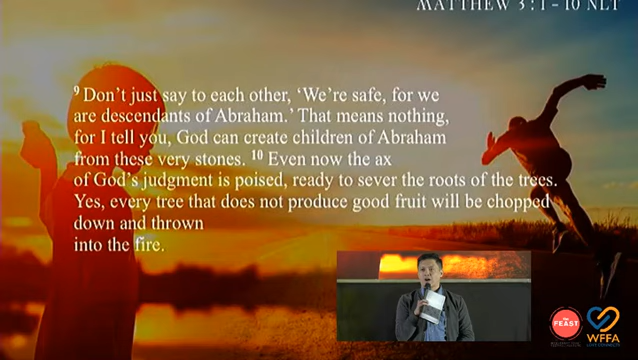 MATTHEW 3:1-10 NLT
9 Don't just say to each other, 'We're safe, for we
are descendants of Abraham.' That means nothing,
for I tell you, God can create children of Abraham
from these very stones. 10 Even now the ax
of God's judgment is poised, ready to sever the roots of the trees.
Yes, every tree that does not produce good fruit will be chopped
down and thrown
into the fire.
FEAST
WFFA